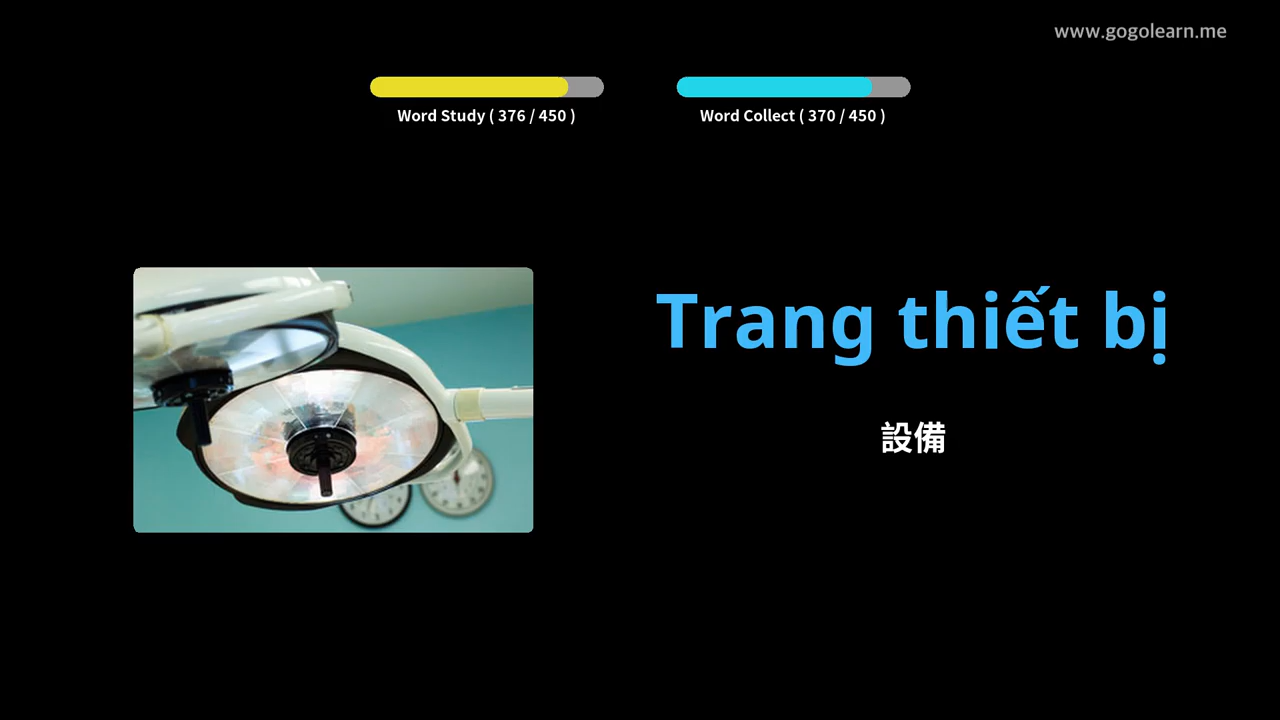 www.gogolearn.me
Word Study ( 376 / 450 )
Word Collect ( 370 / 450 )
Trang thiết bị
設備